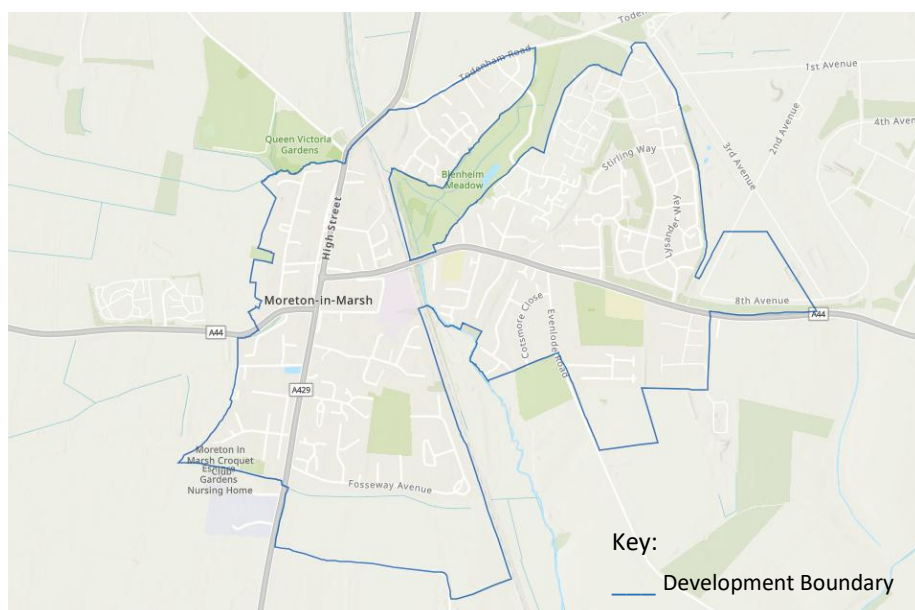 Toden
Todenham Road
1st Avenue
2nd Avenue
4th Aven
3rd Avenue
Queen Victoria
Gardens
Stirling Way
Blenheim
Meadow
High Street
Lysander Way
Moreton-in-Marsh
8th Avenue
A44
A44
Cotsmore Close
Evenlode Road
A429
Moreton in
Marsh Croquet
Club
Gardens
Nursing Home
Fosseway Avenue
Key:
Development Boundary